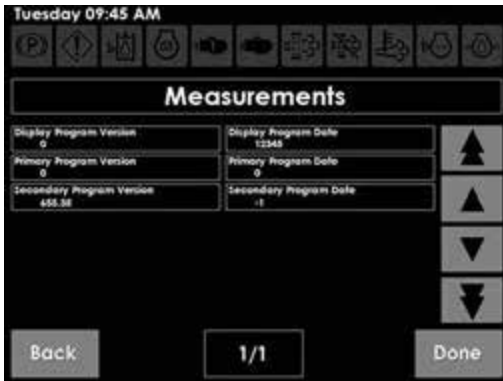 Tuesday 09:45 AM
Measurements
Display Program Version
0
Display Program Date
12345
Primary Program Version
0
Primary Program Date
0
Secondary Program Version
655.35
Secondary Program Date
-1
Back
1/1
Done